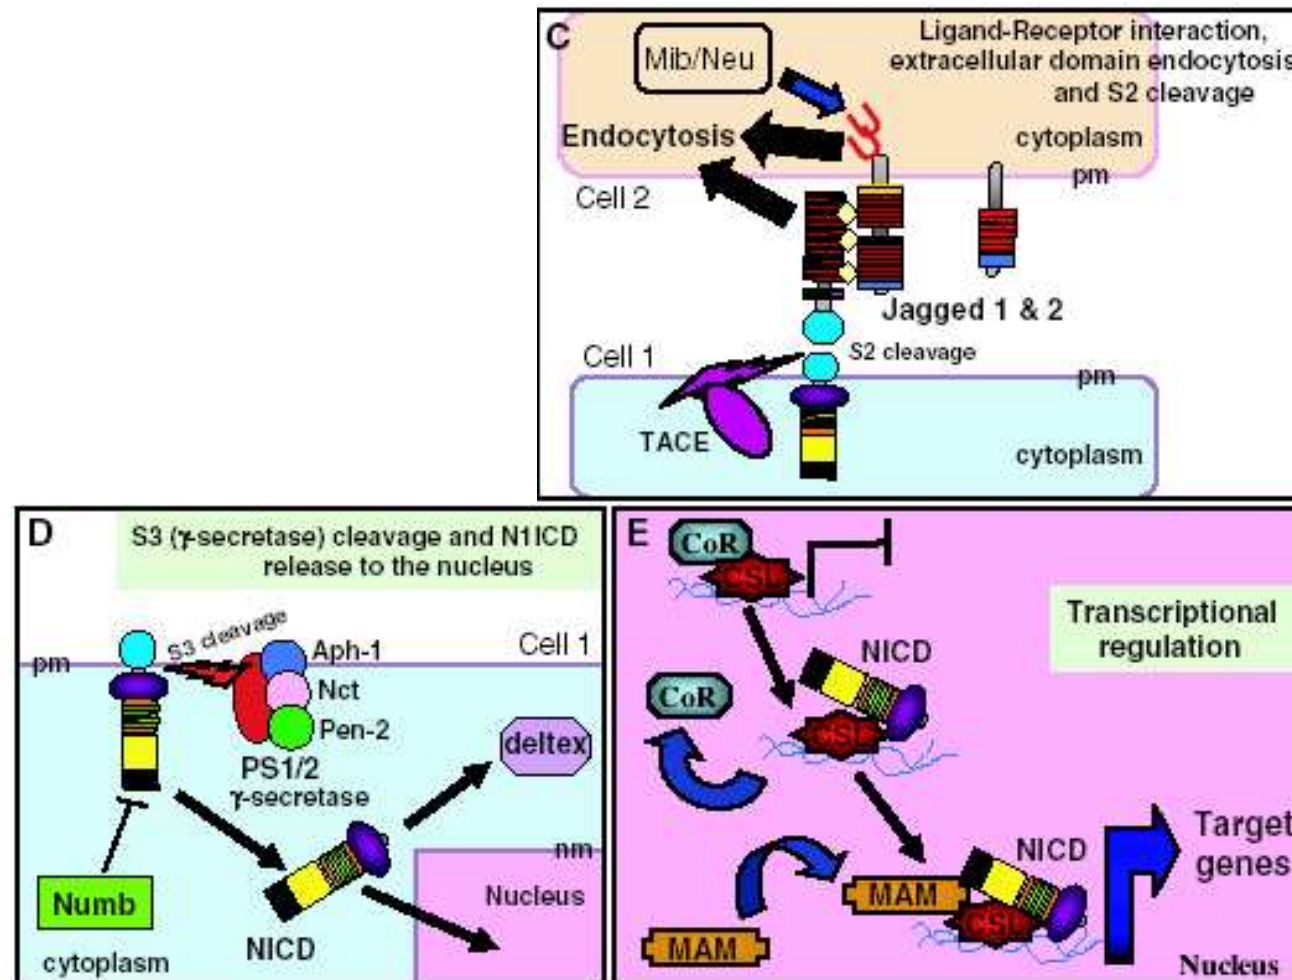 C
Ligand-Receptor interaction,
extracellular domain endocytosis
and S2 cleavage
Mib/Neu
Endocytosis
cytoplasm
pm
Cell 2
Jagged 1 & 2
S2 cleavage
Cell 1
pm
TACE
cytoplasm
D
S3 (γ-secretase) cleavage and N1ICD
release to the nucleus
S3 cleavage
Cell 1
pm
Aph-1
Nct
Pen-2
PS1/2
γ-secretase
deltex
nm
Nucleus
Numb
NICD
cytoplasm
E
CoR
CSL
Transcriptional
regulation
NICD
CoR
CSL
NICD
Target
genes
MAM
CSL
MAM
Nucleus